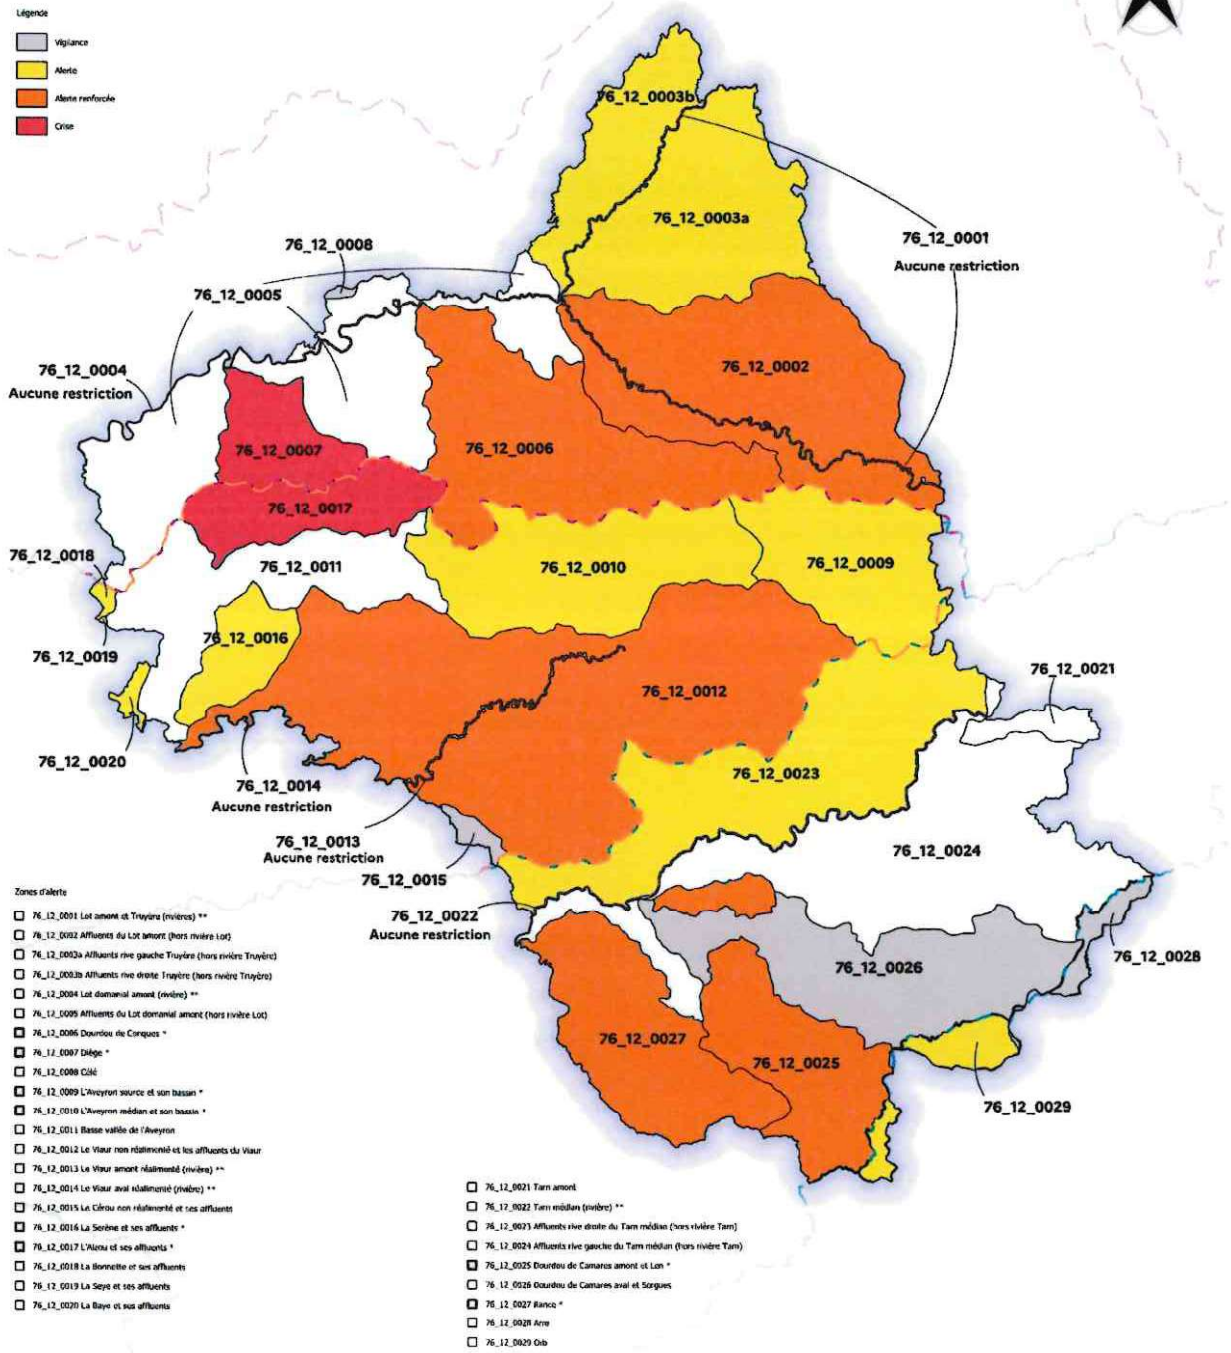 Légende
Vigilance
Alerte
Alerte renforcée
Crise
76_12_0003b
76_12_0003a
76_12_0001
Aucune restriction
76_12_0008
76_12_0005
76_12_0004
Aucune restriction
76_12_0002
76_12_0007
76_12_0006
76_12_0017
76_12_0018
76_12_0011
76_12_0010
76_12_0009
76_12_0016
76_12_0019
76_12_0012
76_12_0021
76_12_0020
76_12_0014
Aucune restriction
76_12_0023
76_12_0013
Aucune restriction
76_12_0015
76_12_0024
76_12_0022
Aucune restriction
76_12_0028
76_12_0026
76_12_0027
76_12_0025
76_12_0029
Zones d'alerte
76_12_0001 Lot amont et Truyère (rivières) **
76_12_0002 Affluents du Lot amont (hors rivière Lot)
76_12_0003a Affluents rive gauche Truyère (hors rivière Truyère)
76_12_0003b Affluents rive droite Truyère (hors rivière Truyère)
76_12_0004 Lot domanial amont (rivière) **
76_12_0005 Affluents du Lot domanial amont (hors rivière Lot)
76_12_0006 Dourdou de Conques *
76_12_0007 Diège *
76_12_0008 Célé
76_12_0009 L'Aveyron source et son bassin *
76_12_0010 L'Aveyron médian et son bassin *
76_12_0011 Basse vallée de l'Aveyron
76_12_0012 Le Viaur non réalimenté et les affluents du Viaur
76_12_0013 Le Viaur amont réalimenté (rivière) **
76_12_0014 Le Viaur aval réalimenté (rivière) **
76_12_0015 Le Cérou non réalimenté et ses affluents
76_12_0016 La Serène et ses affluents *
76_12_0017 L'Alzou et ses affluents *
76_12_0018 La Bonnette et ses affluents
76_12_0019 La Seye et ses affluents
76_12_0020 La Baye et ses affluents
76_12_0021 Tarn amont
76_12_0022 Tarn médian (rivière) **
76_12_0023 Affluents rive droite du Tarn médian (hors rivière Tarn)
76_12_0024 Affluents rive gauche du Tarn médian (hors rivière Tarn)
76_12_0025 Dourdou de Camares amont et Len *
76_12_0026 Dourdou de Camares aval et Sorgues
76_12_0027 Rance *
76_12_0028 Arre
76_12_0029 Orb